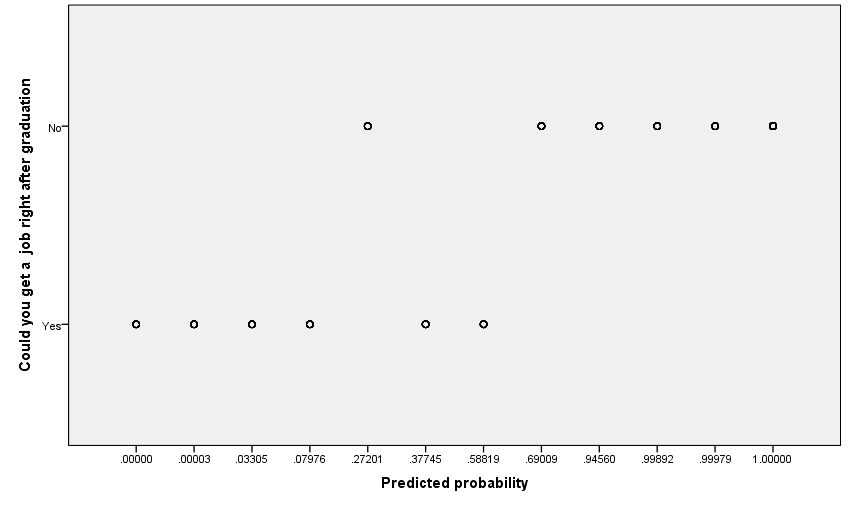 Could you get a  job right after graduation
No
Yes
.00000 .00003 .03305 .07976 .27201 .37745 .58819 .69009 .94560 .99892 .99979 1.00000
Predicted probability